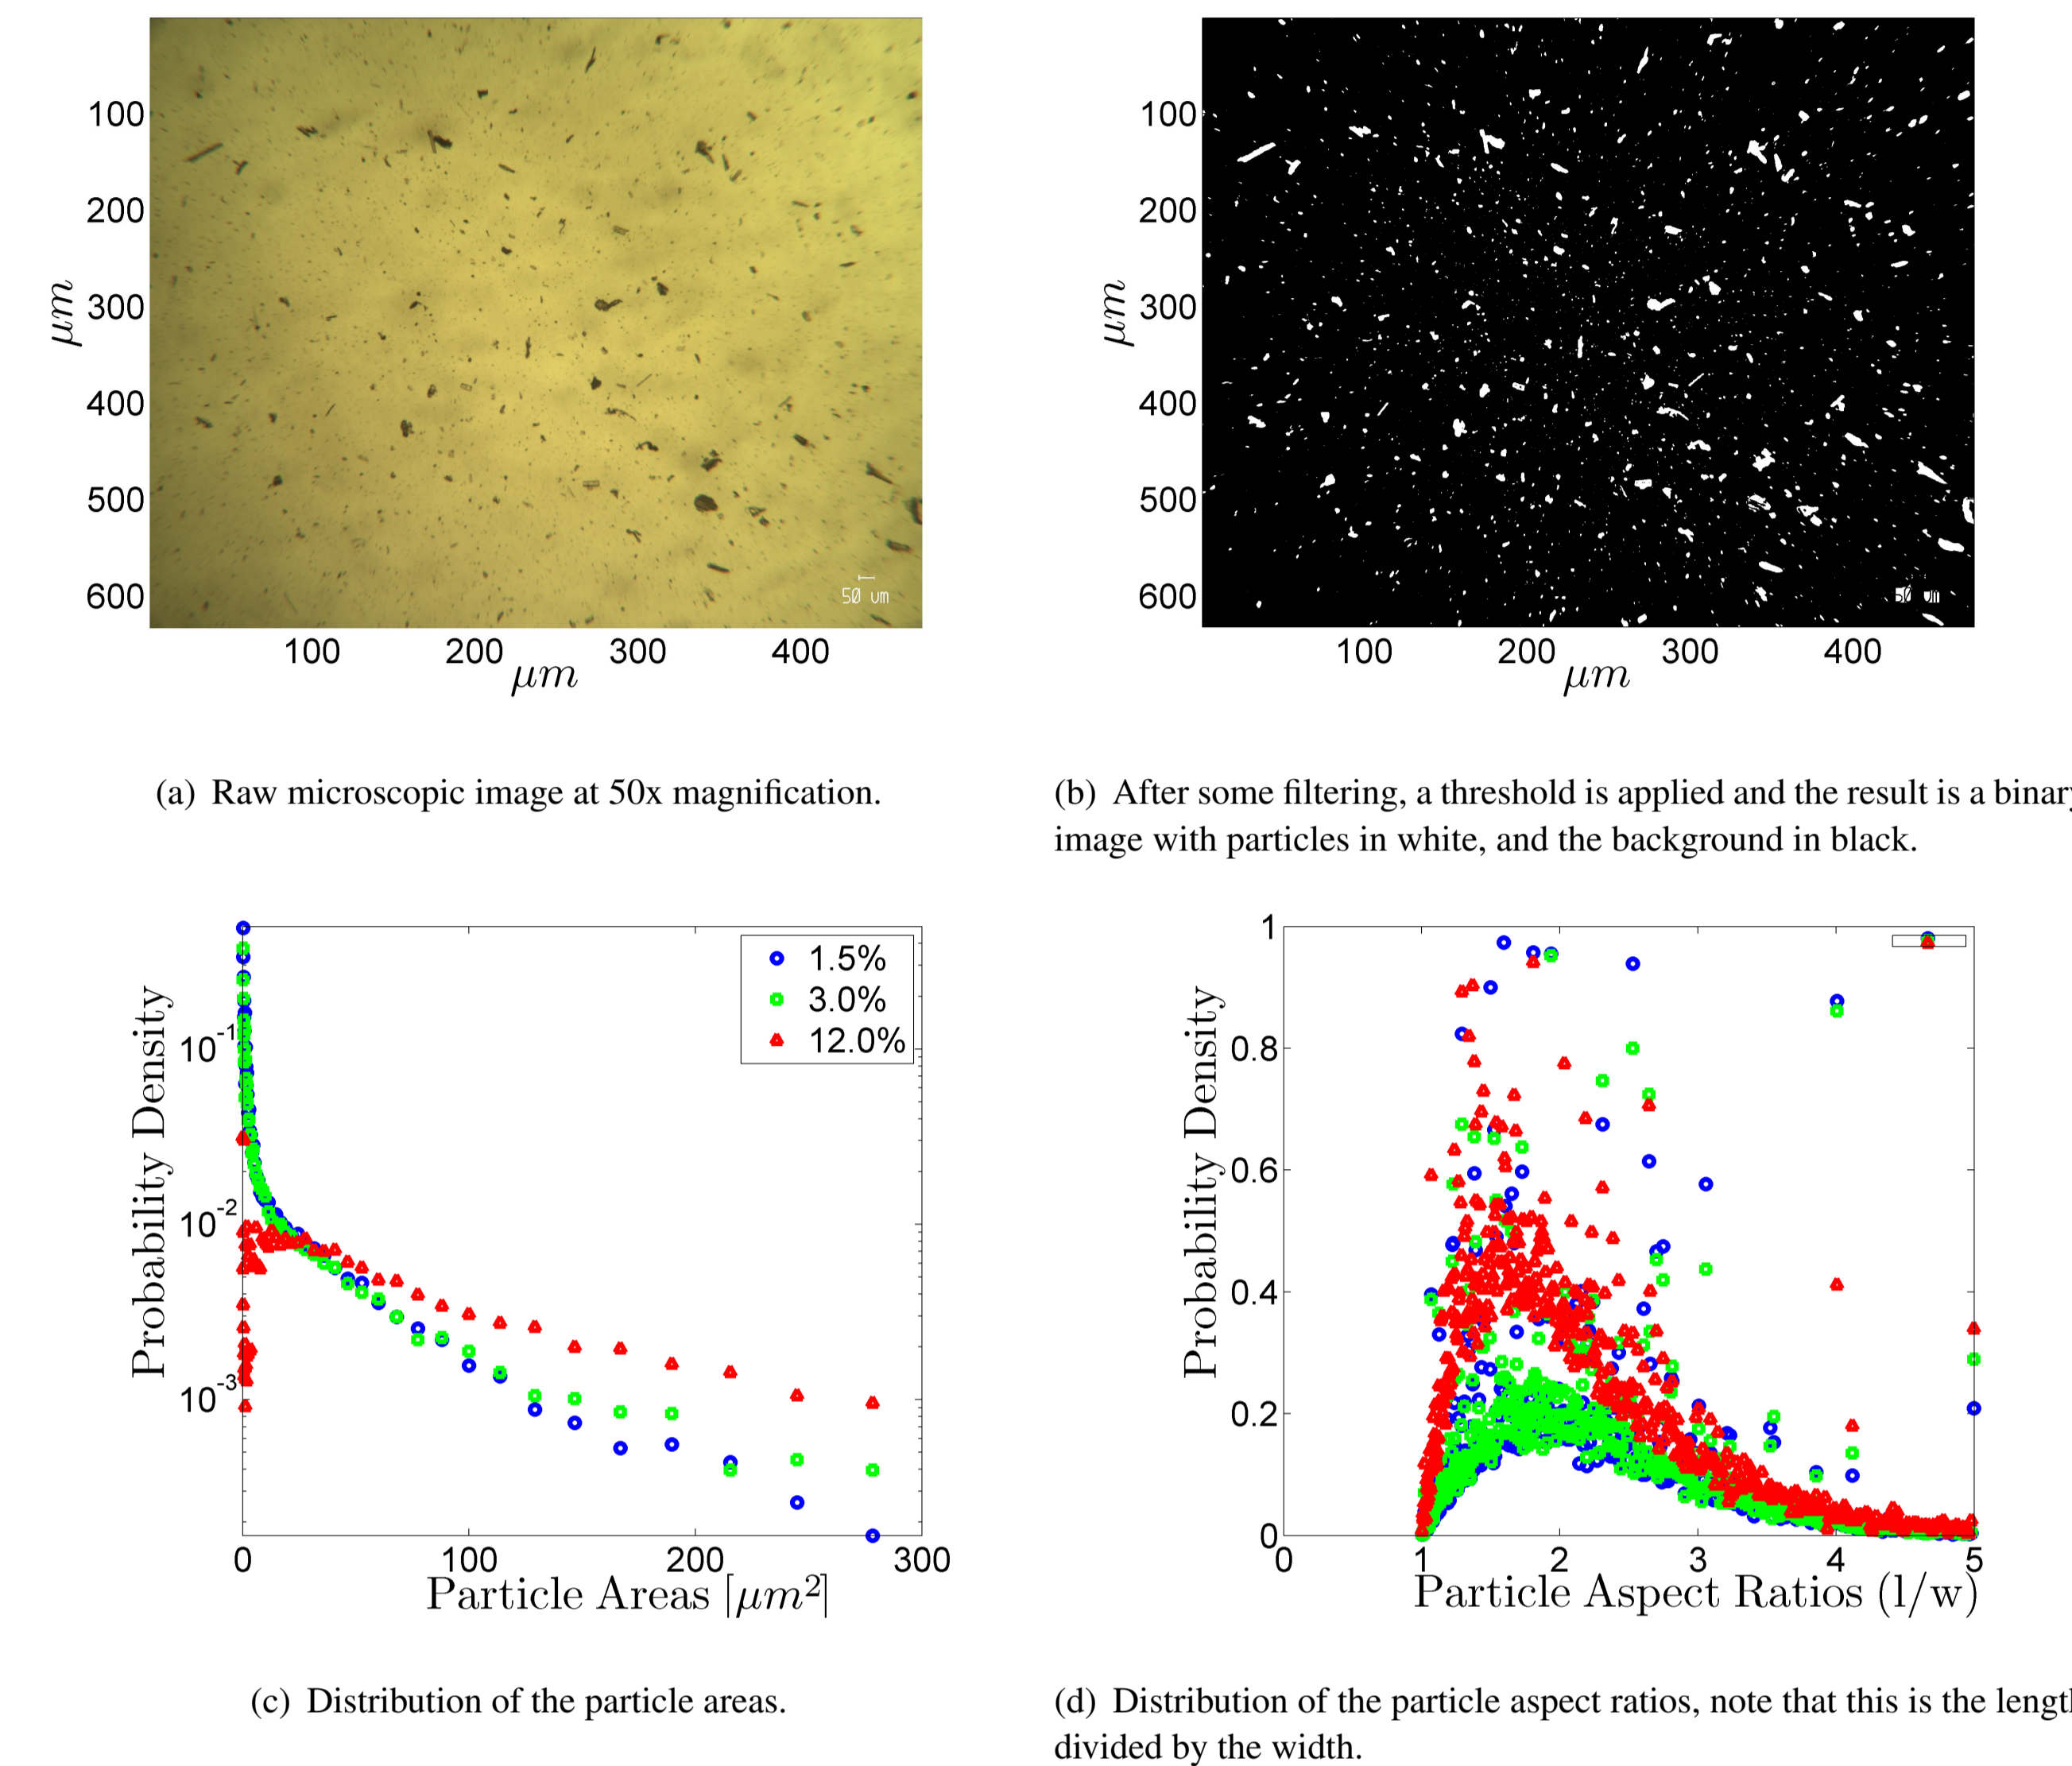 100
200
300
400
500
600
μm
50 um
100 200 300 400
μm
(a) Raw microscopic image at 50x magnification.
100
200
300
400
500
600
μm
100 200 300 400
μm
(b) After some filtering, a threshold is applied and the result is a binary
image with particles in white, and the background in black.
1.5%
3.0%
12.0%
10⁻¹
10⁻²
10⁻³
Probability Density
0 100 200 300
Particle Areas [μm²]
(c) Distribution of the particle areas.
1
0.8
0.6
0.4
0.2
0
Probability Density
0 1 2 3 4 5
Particle Aspect Ratios (l/w)
(d) Distribution of the particle aspect ratios, note that this is the length
divided by the width.